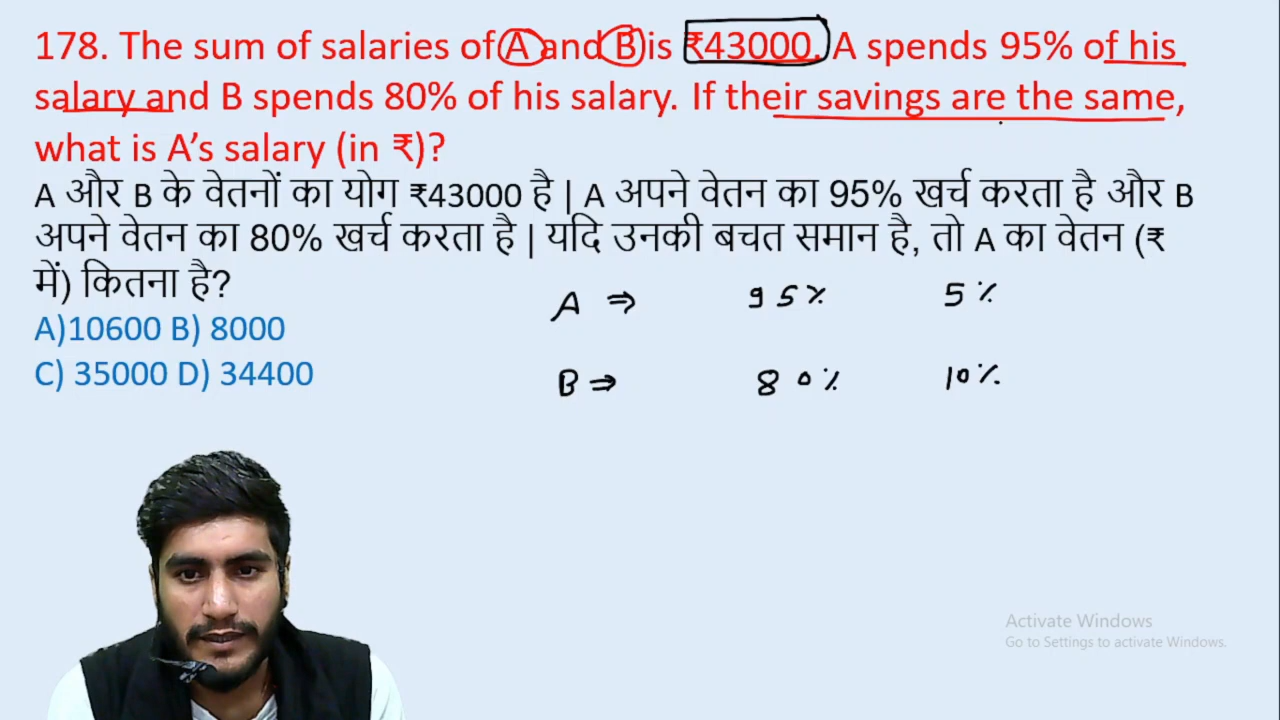 178. The sum of salaries of A and B is ₹43000. A spends 95% of his
salary and B spends 80% of his salary. If their savings are the same,
what is A’s salary (in ₹)?
A और B के वेतनों का योग ₹43000 है | A अपने वेतन का 95% खर्च करता है और B
अपने वेतन का 80% खर्च करता है | यदि उनकी बचत समान है, तो A का वेतन (₹
में) कितना है?
A ⇒ 95% 5%
A)10600 B) 8000
C) 35000 D) 34400
B ⇒ 80% 10%
Activate Windows
Go to Settings to activate Windows.